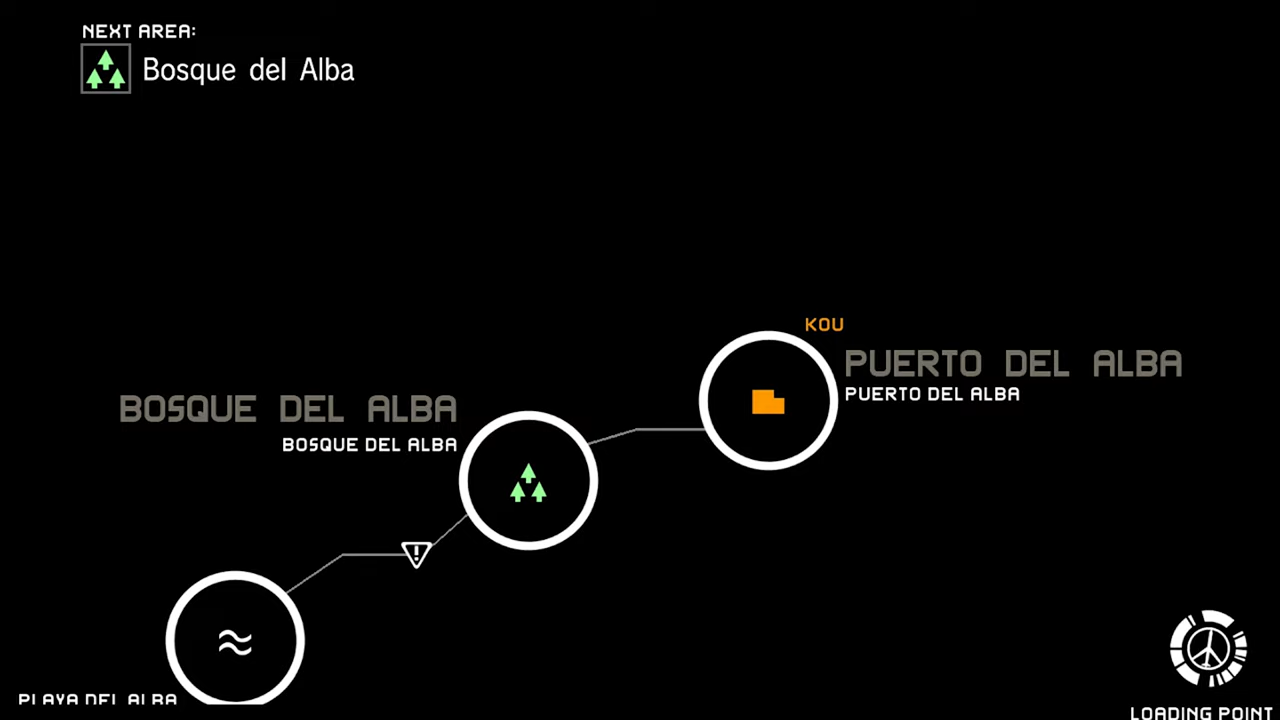 NEXT AREA:
Bosque del Alba
KOU
PUERTO DEL ALBA
PUERTO DEL ALBA
BOSQUE DEL ALBA
BOSQUE DEL ALBA
PLAYA DEL ALBA
LOADING POINT